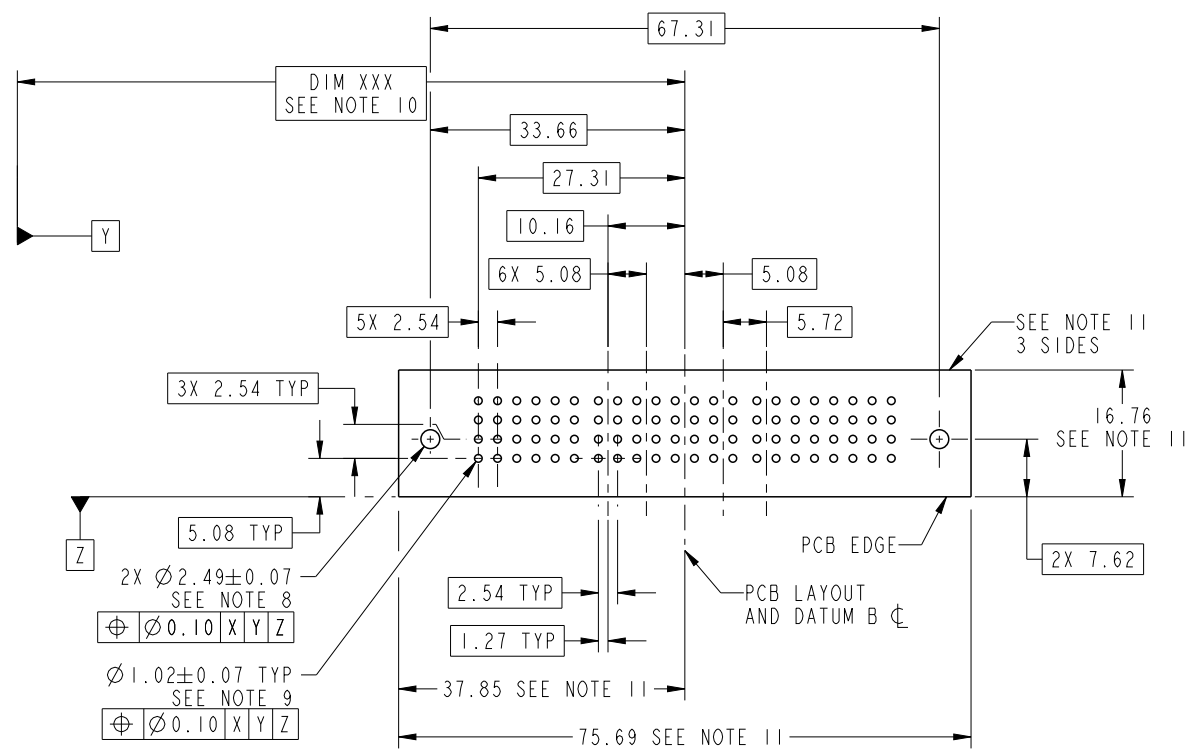 67.31
DIM XXX
SEE NOTE 10
33.66
27.31
10.16
Y
6X 5.08
5.08
5X 2.54
5.72
SEE NOTE 11
3 SIDES
3X 2.54 TYP
16.76
SEE NOTE 11
5.08 TYP
Z
PCB EDGE
2X 7.62
2X ∅2.49±0.07
SEE NOTE 8
⌖ ∅0.10 X Y Z
2.54 TYP
PCB LAYOUT
AND DATUM B ℄
1.27 TYP
∅1.02±0.07 TYP
SEE NOTE 9
⌖ ∅0.10 X Y Z
37.85 SEE NOTE 11
75.69 SEE NOTE 11